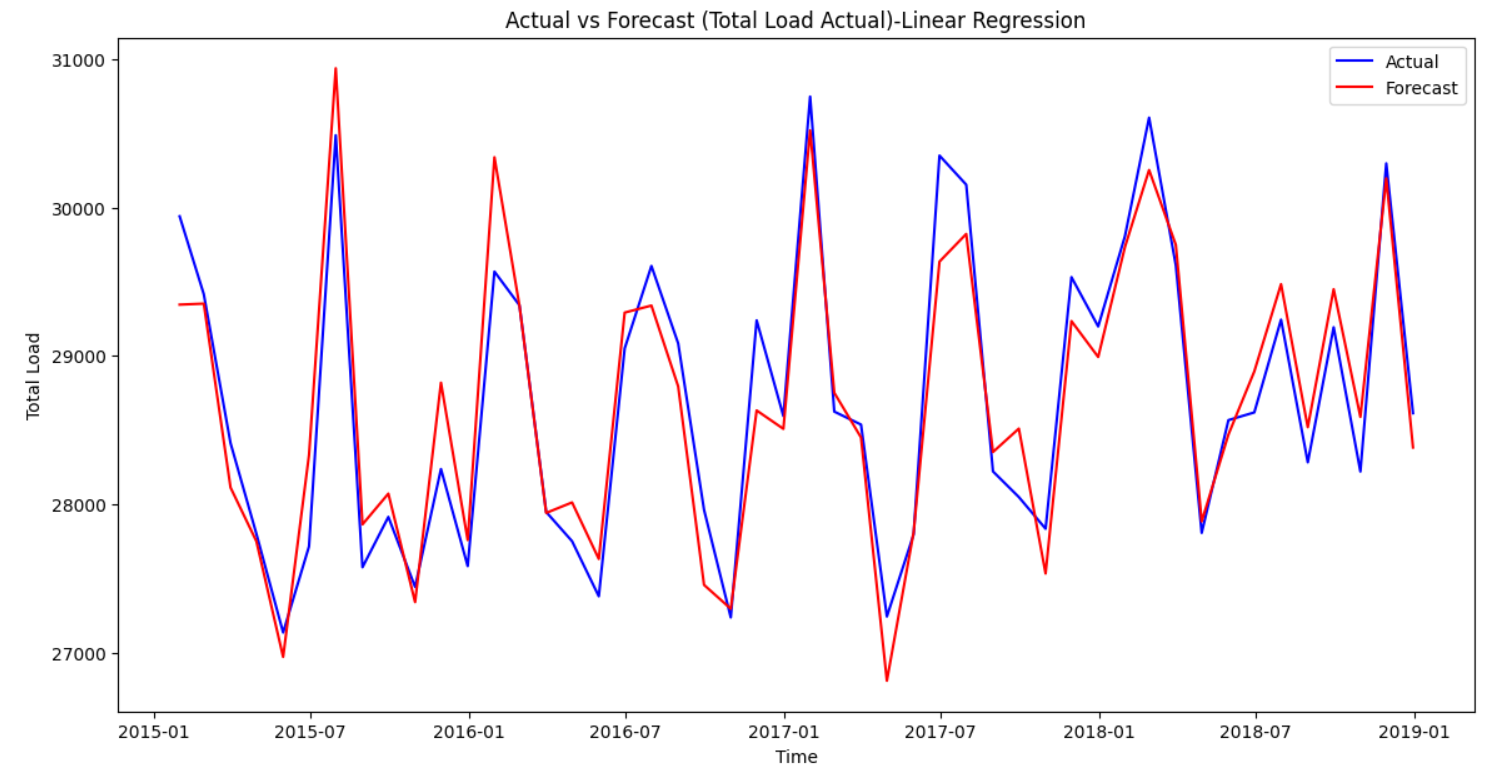 Actual vs Forecast (Total Load Actual)-Linear Regression
Actual
Forecast
31000
30000
29000
28000
27000
Total Load
2015-01 2015-07 2016-01 2016-07 2017-01 2017-07 2018-01 2018-07 2019-01
Time